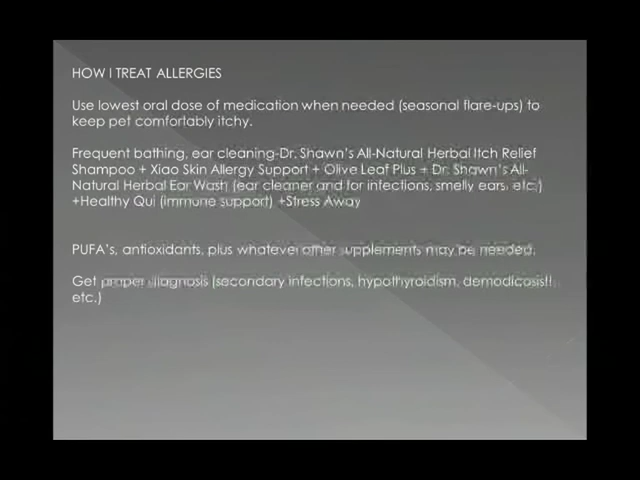 HOW I TREAT ALLERGIES
Use lowest oral dose of medication when needed (seasonal flare-ups) to
keep pet comfortably itchy.
Frequent bathing, ear cleaning-Dr. Shawn's All-Natural Herbal Itch Relief
Shampoo + Xiao Skin Allergy Support + Olive Leaf Plus + Dr. Shawn's All-
Natural Herbal Ear Wash (ear cleaner and for infections, smelly ears, etc.)
+Healthy Qui (immune support) +Stress Away
PUFA's, antioxidants, plus whatever other supplements may be needed.
Get proper diagnosis (secondary infections, hypothyroidism, demodicosis!!
etc.)